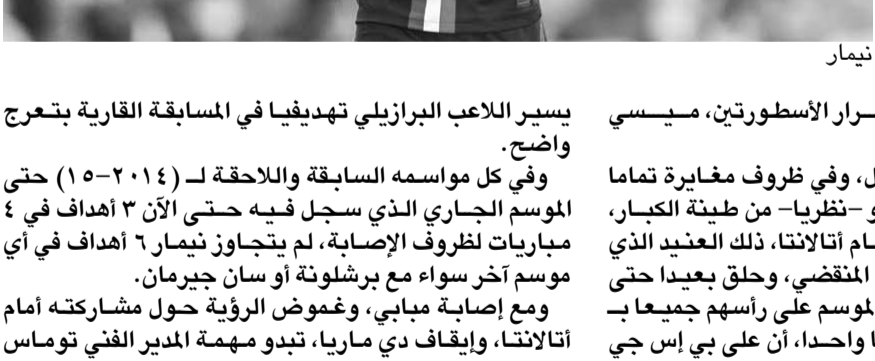 نيمار
ـرار الأسطورتين، ميسي
وفي ظروف مغايرة تماما
–نظريا– من طينة الكبار،
أتالانتا، ذلك العنيد الذي
المنقضي، وحلق بعيدا حتى
لموسم على رأسهم جميعا بـ
واحدا، أن على بي إس جي
يسير اللاعب البرازيلي تهديفيا في المسابقة القارية بتعرج
واضح.
وفي كل مواسمه السابقة واللاحقة لـ (٢٠١٤–١٥) حتى
الموسم الجاري الذي سجل فيه حتى الآن ٣ أهداف في ٤
مباريات لظروف الإصابة، لم يتجاوز نيمار ٦ أهداف في أي
موسم آخر سواء مع برشلونة أو سان جيرمان.
ومع إصابة مبابي، وغموض الرؤية حول مشاركته أمام
أتالانتا، وإيقاف دي ماريا، تبدو مهمة المدير الفني توماس